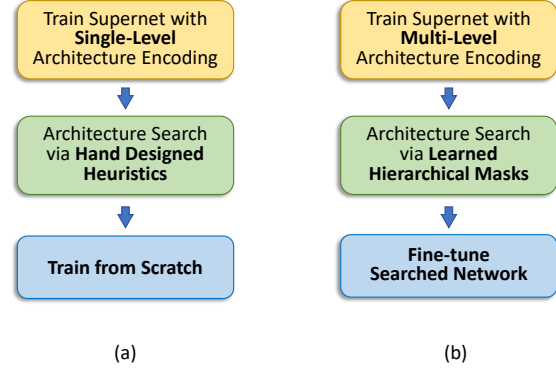 Train Supernet with
Single-Level
Architecture Encoding
Architecture Search
via Hand Designed
Heuristics
Train from Scratch
(a)
Train Supernet with
Multi-Level
Architecture Encoding
Architecture Search
via Learned
Hierarchical Masks
Fine-tune
Searched Network
(b)